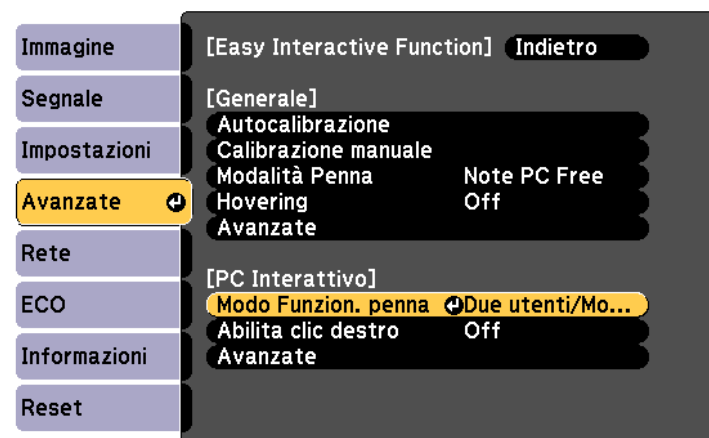 Immagine
Segnale
Impostazioni
Avanzate
Rete
ECO
Informazioni
Reset
[Easy Interactive Function] Indietro
[Generale]
Autocalibrazione
Calibrazione manuale
Modalità Penna Note PC Free
Hovering Off
Avanzate
[PC Interattivo]
Modo Funzion. penna Due utenti/Mo...
Abilita clic destro Off
Avanzate